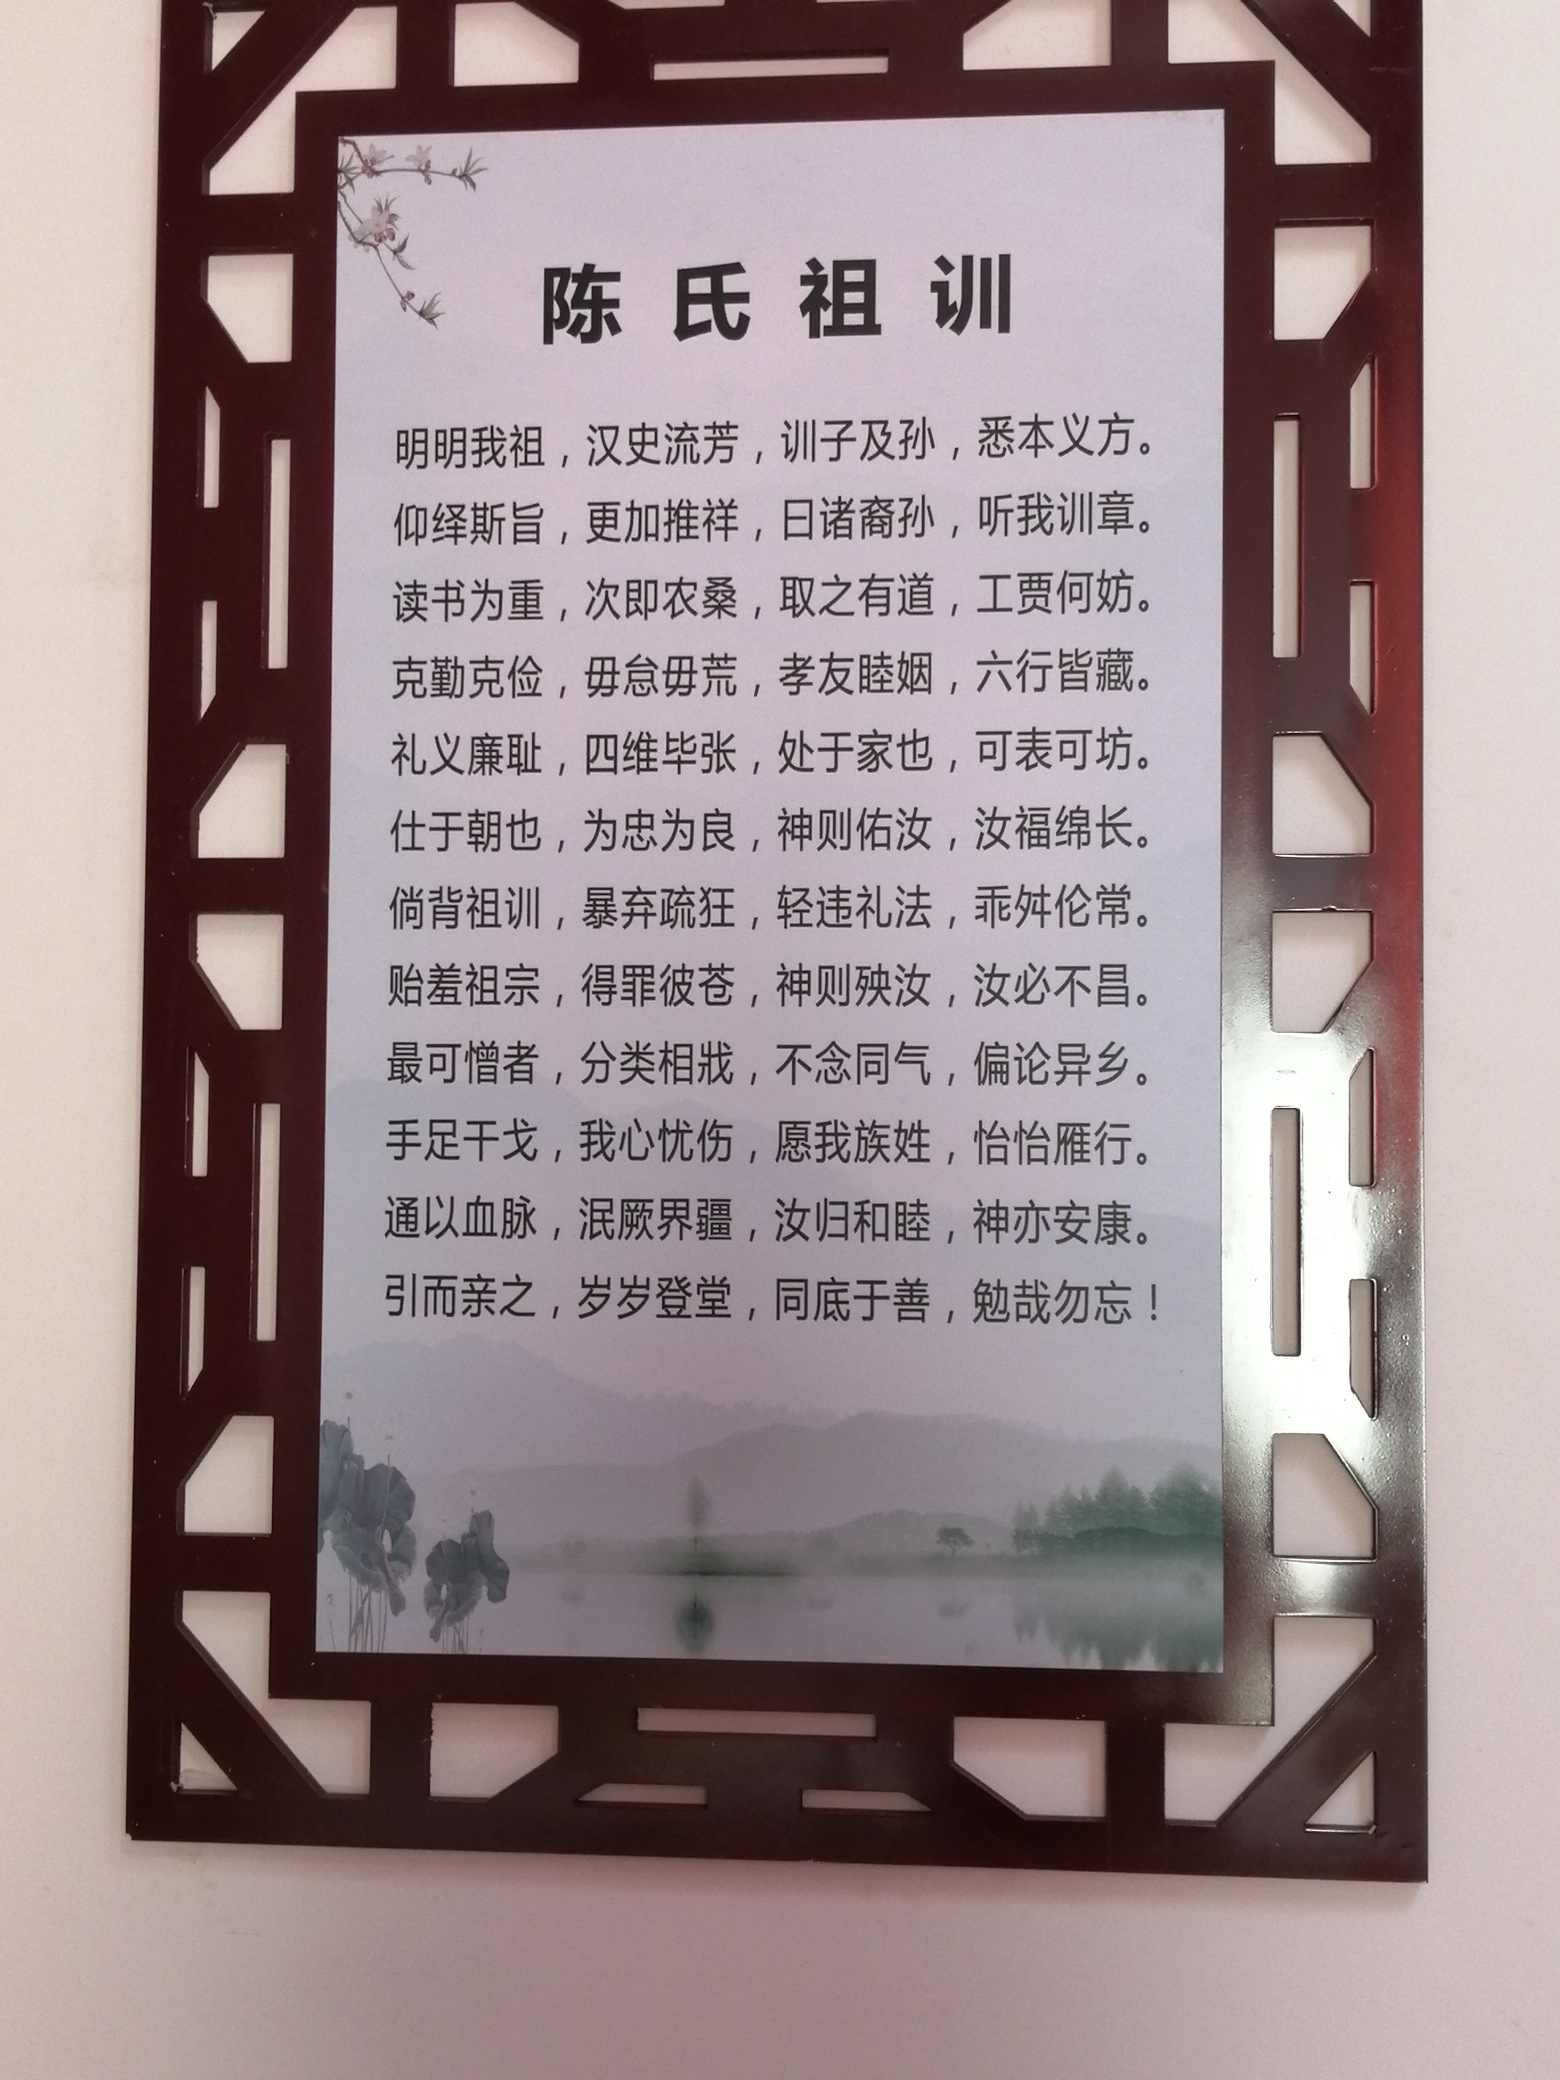 陈氏祖训
明明我祖，汉史流芳，训子及孙，悉本义方。
仰绎斯旨，更加推祥，曰诸裔孙，听我训章。
读书为重，次即农桑，取之有道，工贾何妨。
克勤克俭，毋怠毋荒，孝友睦姻，六行皆藏。
礼义廉耻，四维毕张，处于家也，可表可坊。
仕于朝也，为忠为良，神则佑汝，汝福绵长。
倘背祖训，暴弃疏狂，轻违礼法，乖舛伦常。
贻羞祖宗，得罪彼苍，神则殃汝，汝必不昌。
最可憎者，分类相戕，不念同气，偏论异乡。
手足干戈，我心忧伤，愿我族姓，怡怡雁行。
通以血脉，泯厥界疆，汝归和睦，神亦安康。
引而亲之，岁岁登堂，同底于善，勉哉勿忘！